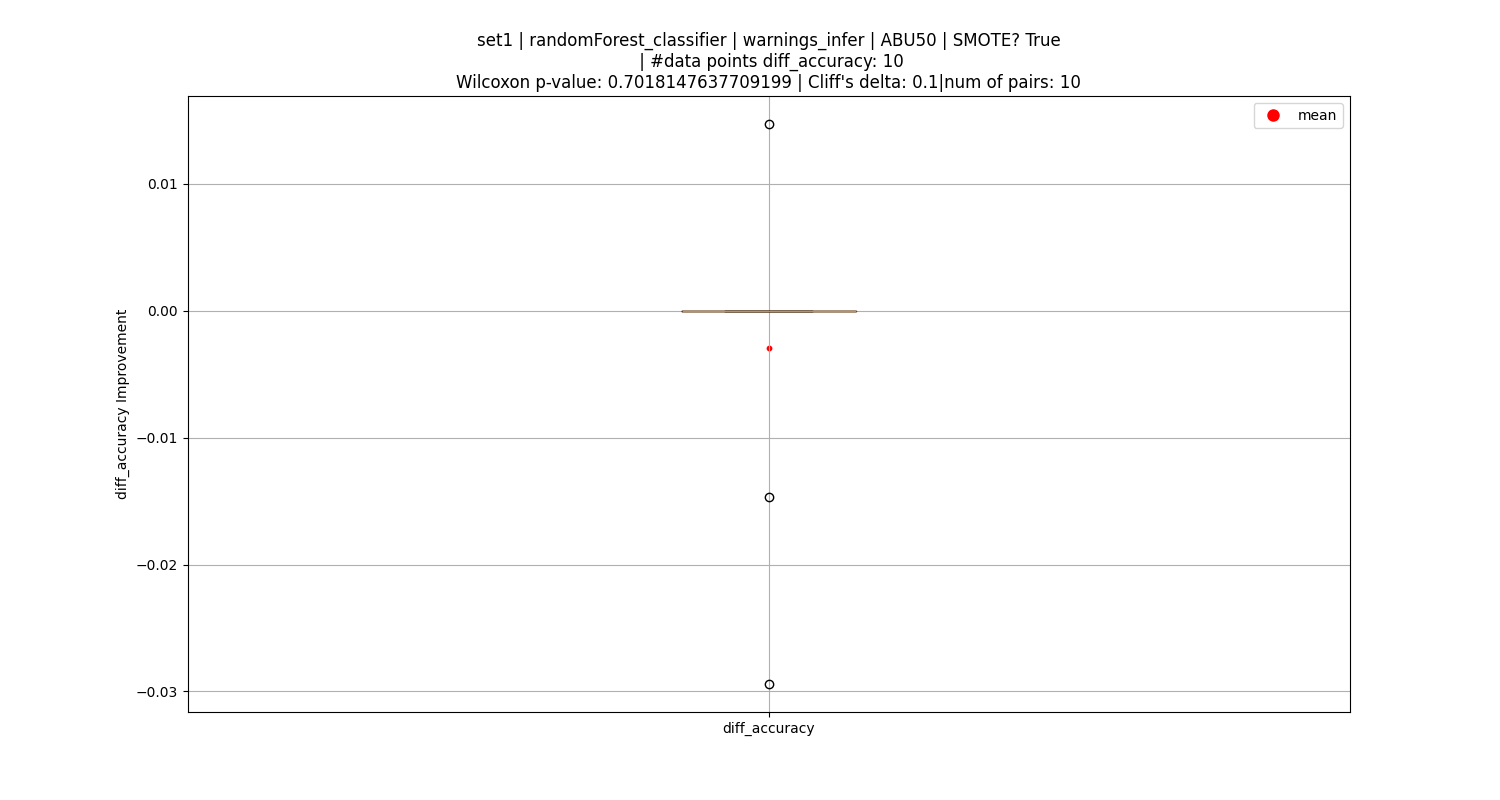 set1 | randomForest_classifier | warnings_infer | ABU50 | SMOTE? True
| #data points diff_accuracy: 10
Wilcoxon p-value: 0.7018147637709199 | Cliff's delta: 0.1|num of pairs: 10
mean
0.01
0.00
−0.01
−0.02
−0.03
diff_accuracy Improvement
diff_accuracy